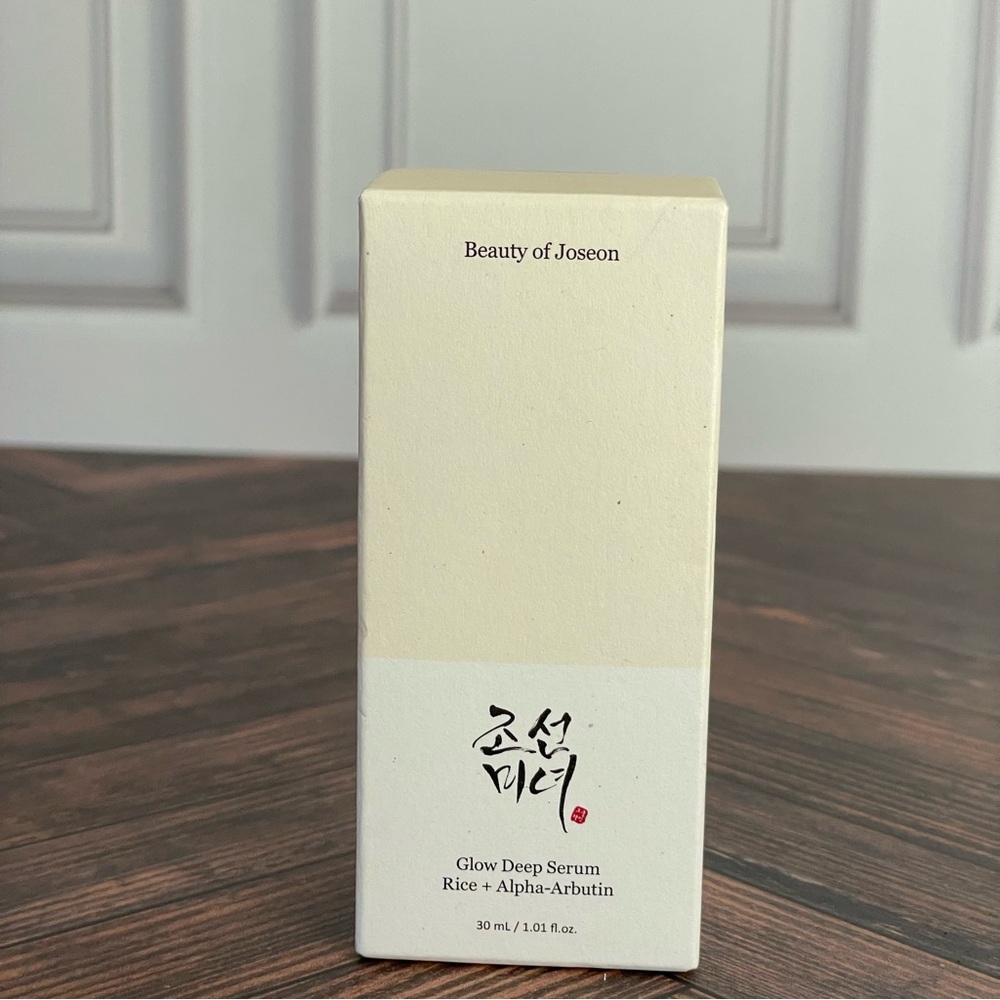 Beauty of Joseon
조선
미녀
Glow Deep Serum
Rice + Alpha-Arbutin
30 mL / 1.01 fl.oz.